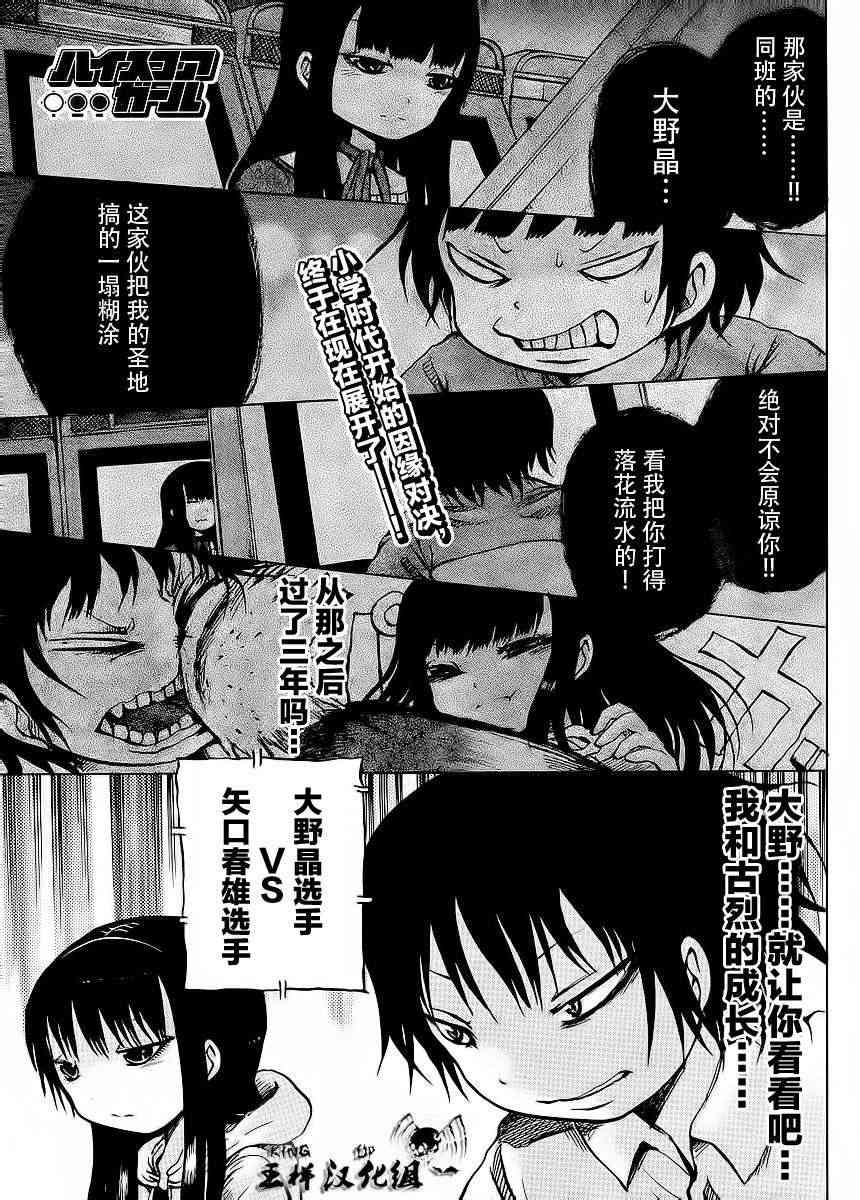 ハイスコア
ガール
那家伙是……!!
同班的……
大野晶…
这家伙把我的圣地
搞的一塌糊涂
小学时代开始的因缘对决，
终于在现在展开了——!
绝对不会原谅你!!
看我把你打得
落花流水的！
从那之后
过了三年吗…
大野晶选手
VS
矢口春雄选手
大野……就让你看看吧…
我和古烈的成长……
KING UP
王样汉化组